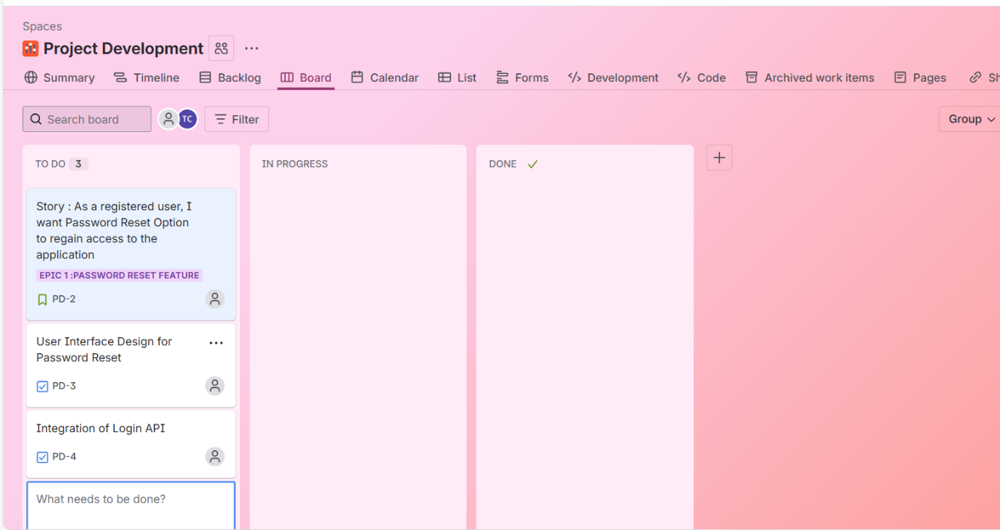 Spaces
Project Development
Summary Timeline Backlog Board Calendar List Forms Development Code Archived work items Pages
Search board TC Filter Group
TO DO 3
Story : As a registered user, I
want Password Reset Option
to regain access to the
application
EPIC 1 :PASSWORD RESET FEATURE
PD-2
User Interface Design for
Password Reset
PD-3
Integration of Login API
PD-4
What needs to be done?
IN PROGRESS
DONE